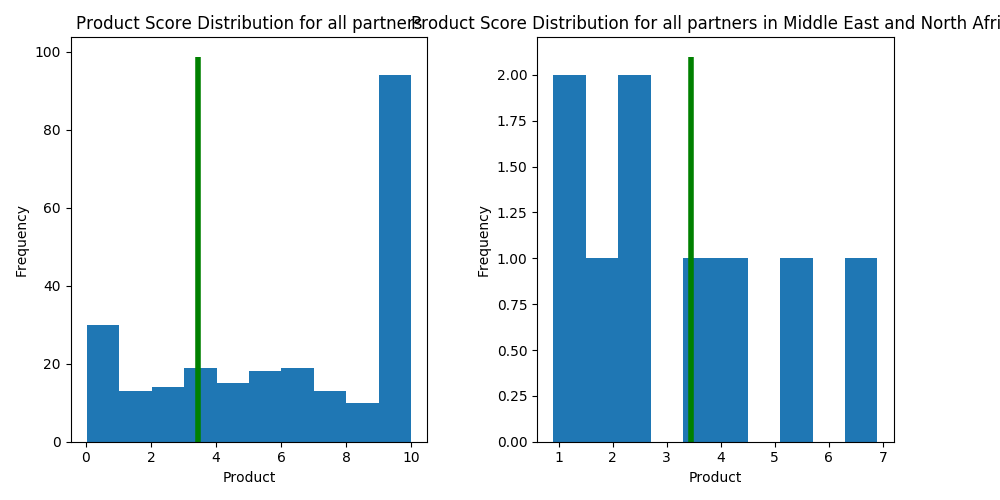 Product Score Distribution for all partners
Product Score Distribution for all partners in Middle East and North Afri
100
80
60
40
20
0
Frequency
0 2 4 6 8 10
Product
2.00
1.75
1.50
1.25
1.00
0.75
0.50
0.25
0.00
Frequency
1 2 3 4 5 6 7
Product